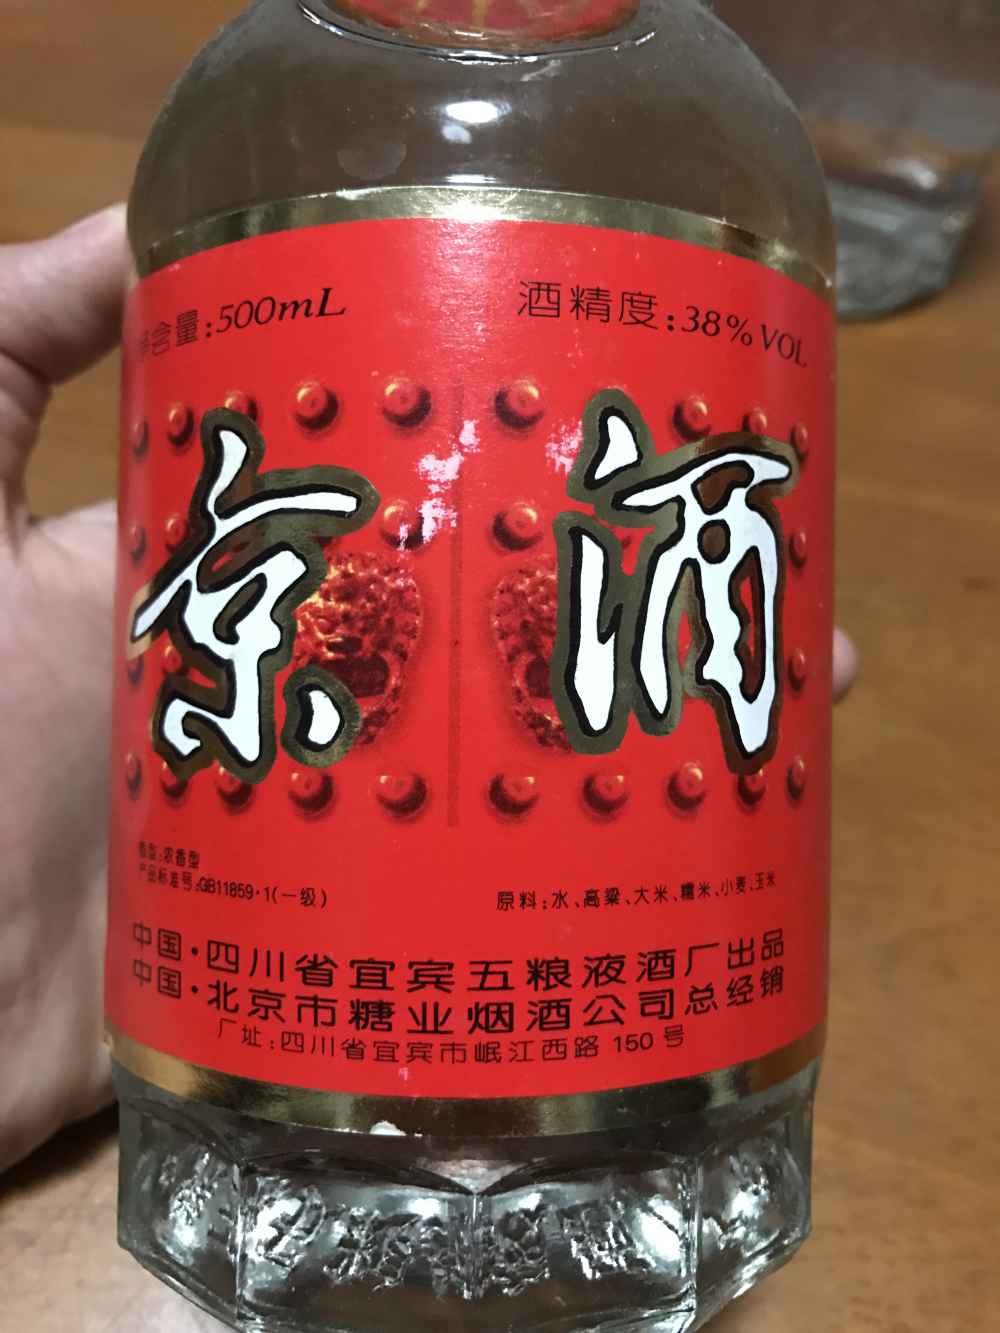 净含量:500mL
酒精度:38%VOL
京酒
香型:浓香型
产品标准号:GB11859·1(一级)
原料:水、高粱、大米、糯米、小麦、玉米
中国·四川省宜宾五粮液酒厂出品
中国·北京市糖业烟酒公司总经销
厂址:四川省宜宾市岷江西路 150 号